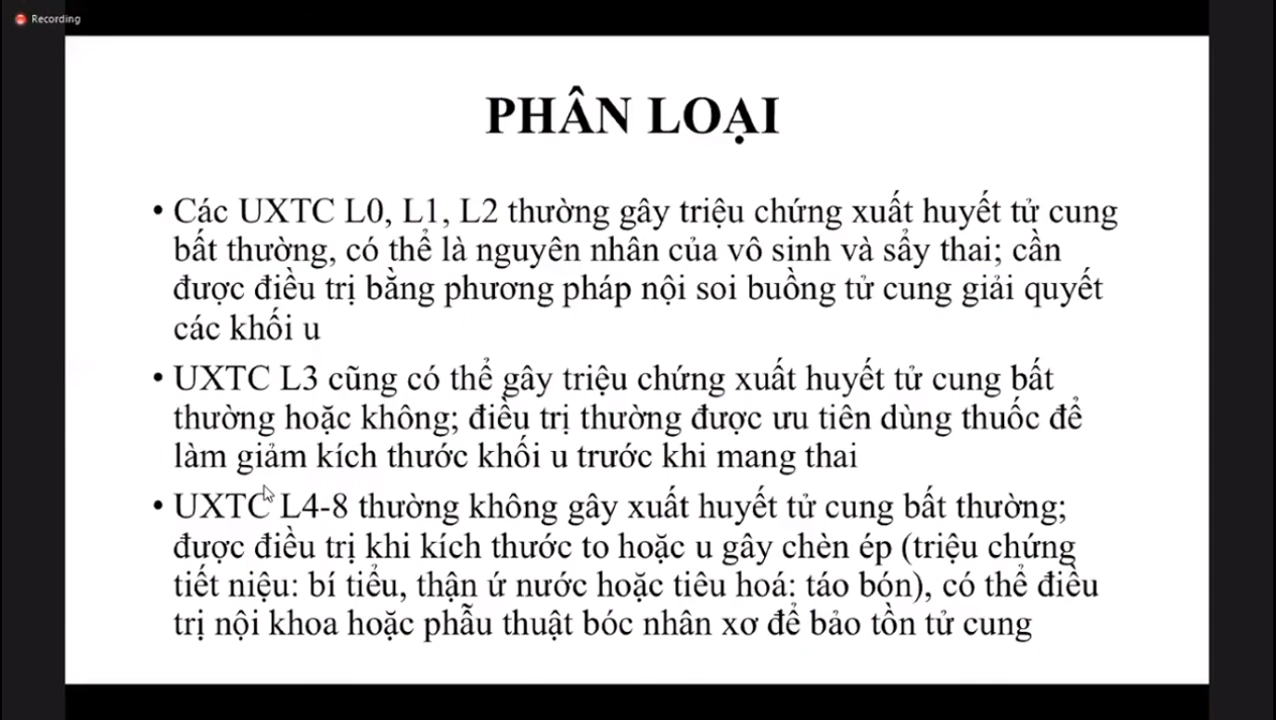 Recording
PHÂN LOẠI
• Các UXTC L0, L1, L2 thường gây triệu chứng xuất huyết tử cung
bất thường, có thể là nguyên nhân của vô sinh và sẩy thai; cần
được điều trị bằng phương pháp nội soi buồng tử cung giải quyết
các khối u
• UXTC L3 cũng có thể gây triệu chứng xuất huyết tử cung bất
thường hoặc không; điều trị thường được ưu tiên dùng thuốc để
làm giảm kích thước khối u trước khi mang thai
• UXTC L4-8 thường không gây xuất huyết tử cung bất thường;
được điều trị khi kích thước to hoặc u gây chèn ép (triệu chứng
tiết niệu: bí tiểu, thận ứ nước hoặc tiêu hoá: táo bón), có thể điều
trị nội khoa hoặc phẫu thuật bóc nhân xơ để bảo tồn tử cung